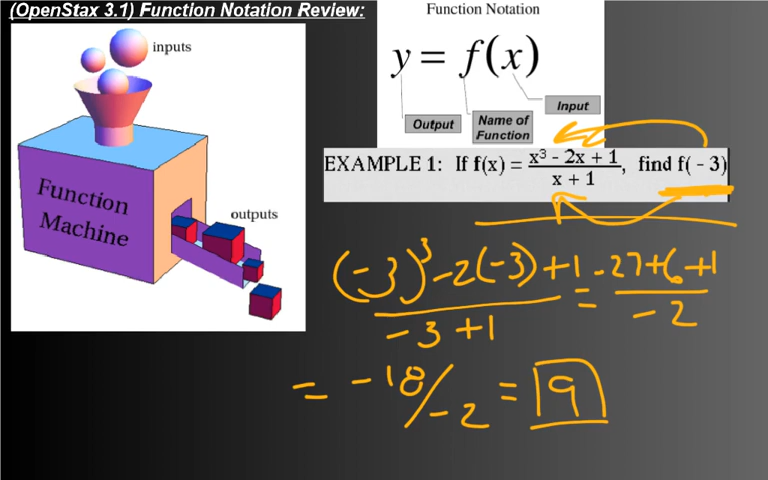 (OpenStax 3.1) Function Notation Review:
inputs
Function
Machine
outputs
Function Notation
y = f(x)
Input
Output
Name of
Function
EXAMPLE 1: If f(x) = x³ - 2x + 1 / x + 1, find f( - 3)
(-3)³ -2(-3)+1 / -3+1 = -27+6+1 / -2
= -18/-2 = 9